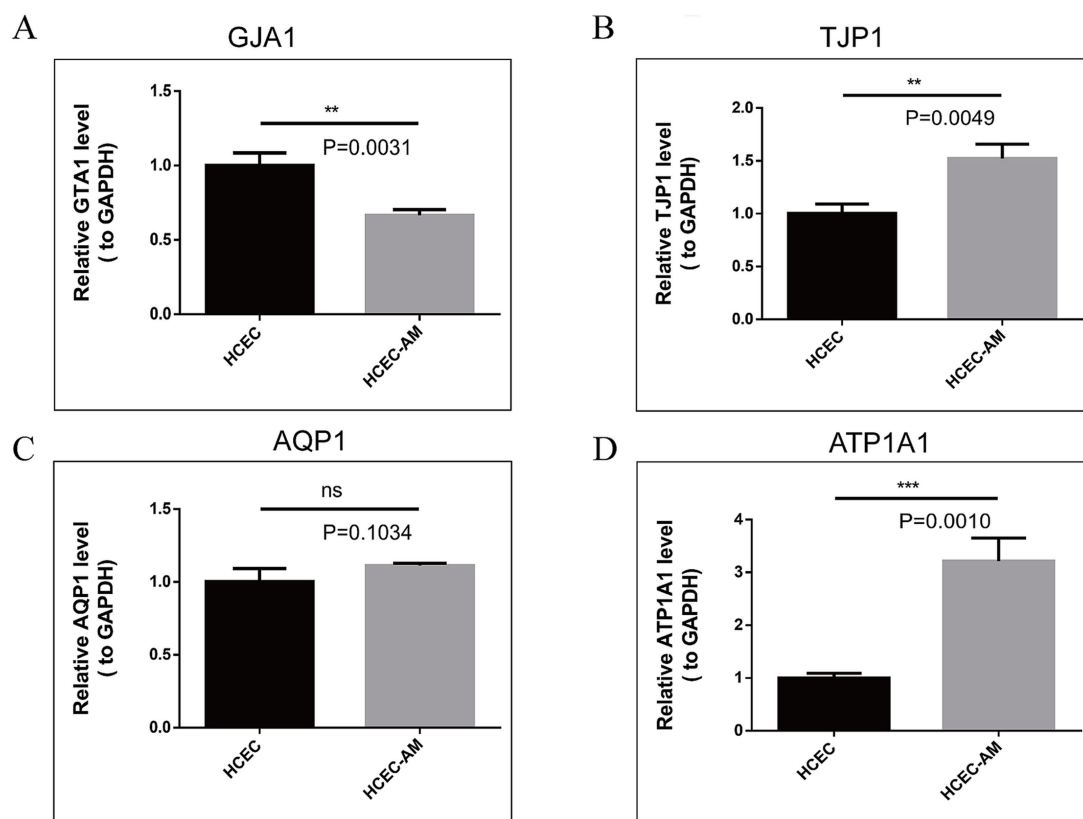 A
GJA1
Relative GTA1 level
( to GAPDH)
1.5
1.0
0.5
0.0
**
P=0.0031
HCEC
HCEC-AM
B
TJP1
Relative TJP1 level
( to GAPDH)
2.0
1.5
1.0
0.5
0.0
**
P=0.0049
HCEC
HCEC-AM
C
AQP1
Relative AQP1 level
( to GAPDH)
1.5
1.0
0.5
0.0
ns
P=0.1034
HCEC
HCEC-AM
D
ATP1A1
Relative ATP1A1 level
( to GAPDH)
4
3
2
1
0
***
P=0.0010
HCEC
HCEC-AM